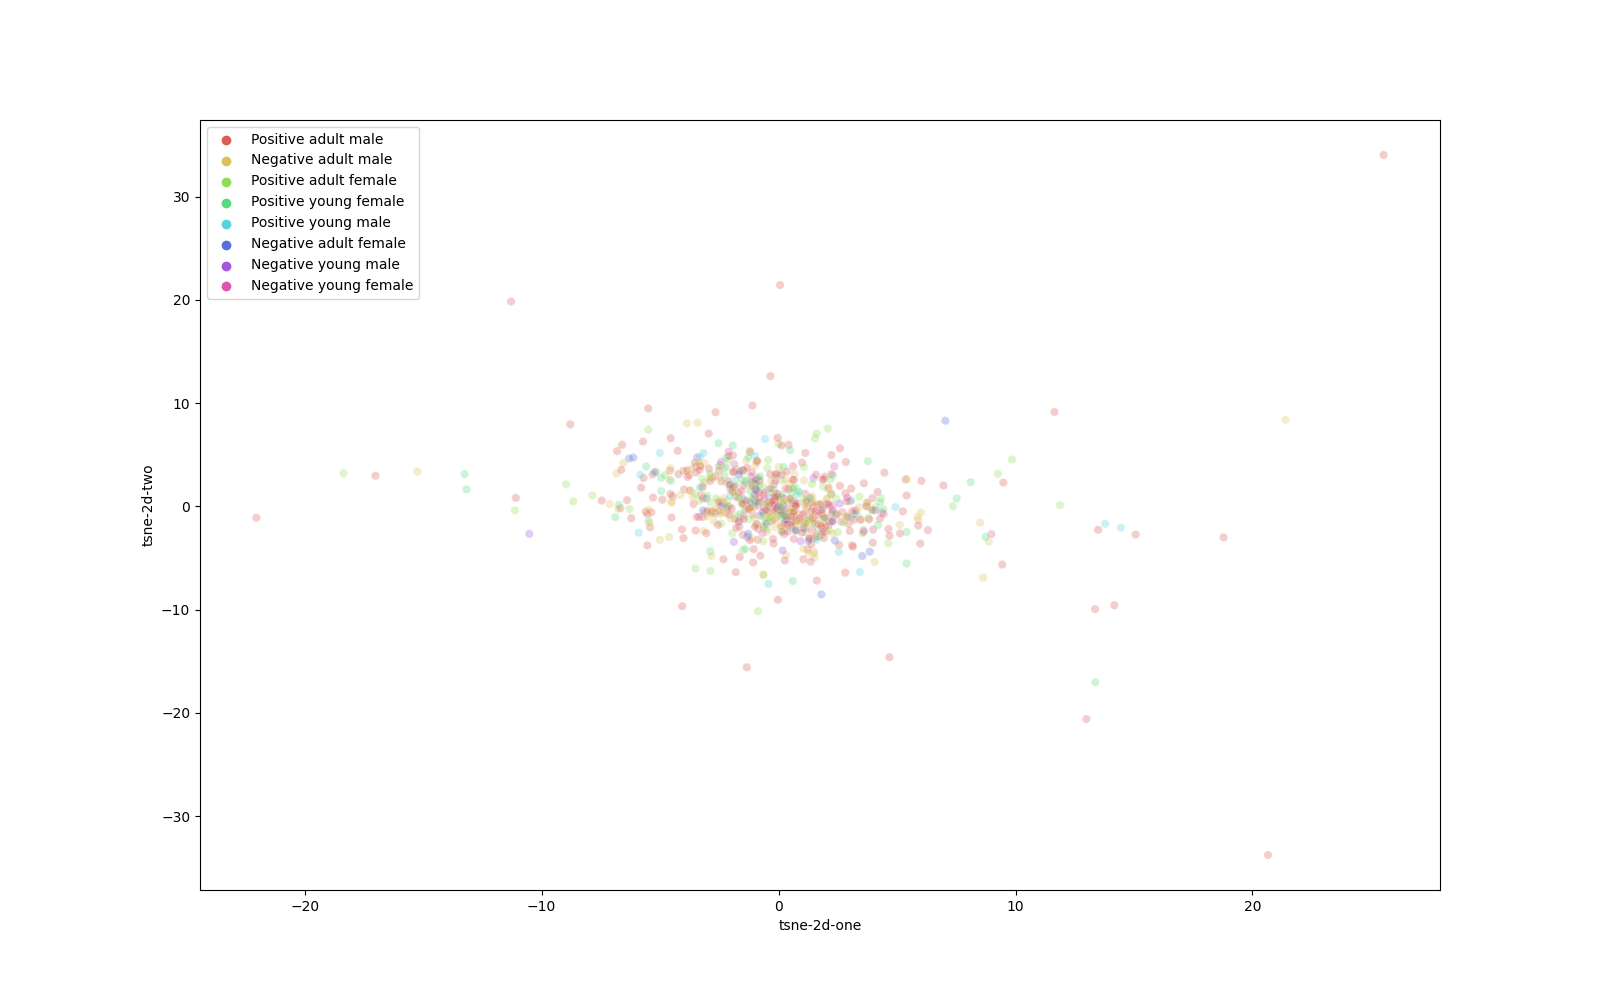 Positive adult male
Negative adult male
Positive adult female
Positive young female
Positive young male
Negative adult female
Negative young male
Negative young female
30
20
10
0
−10
−20
−30
tsne-2d-two
−20
−10
0
10
20
tsne-2d-one